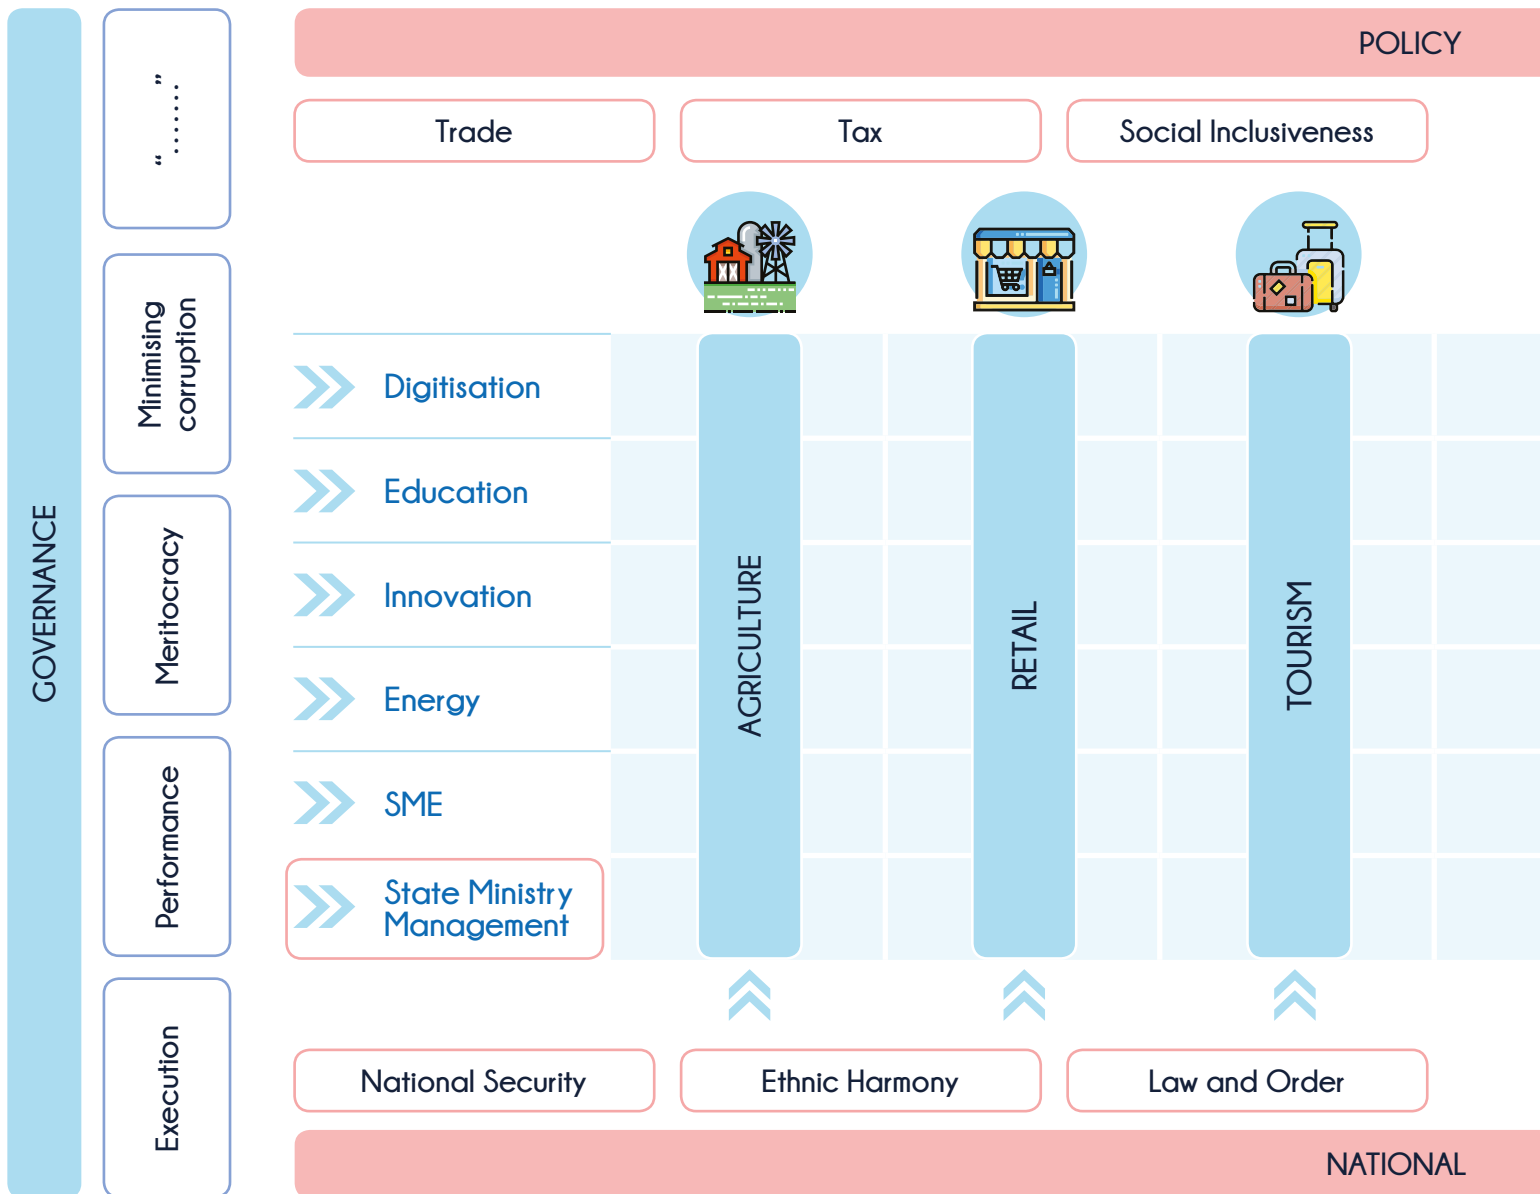 POLICY
Trade
Tax
Social Inclusiveness
GOVERNANCE
“.......”
Minimising
corruption
Meritocracy
Performance
Execution
Digitisation
Education
Innovation
Energy
SME
State Ministry
Management
AGRICULTURE
RETAIL
TOURISM
National Security
Ethnic Harmony
Law and Order
NATIONAL